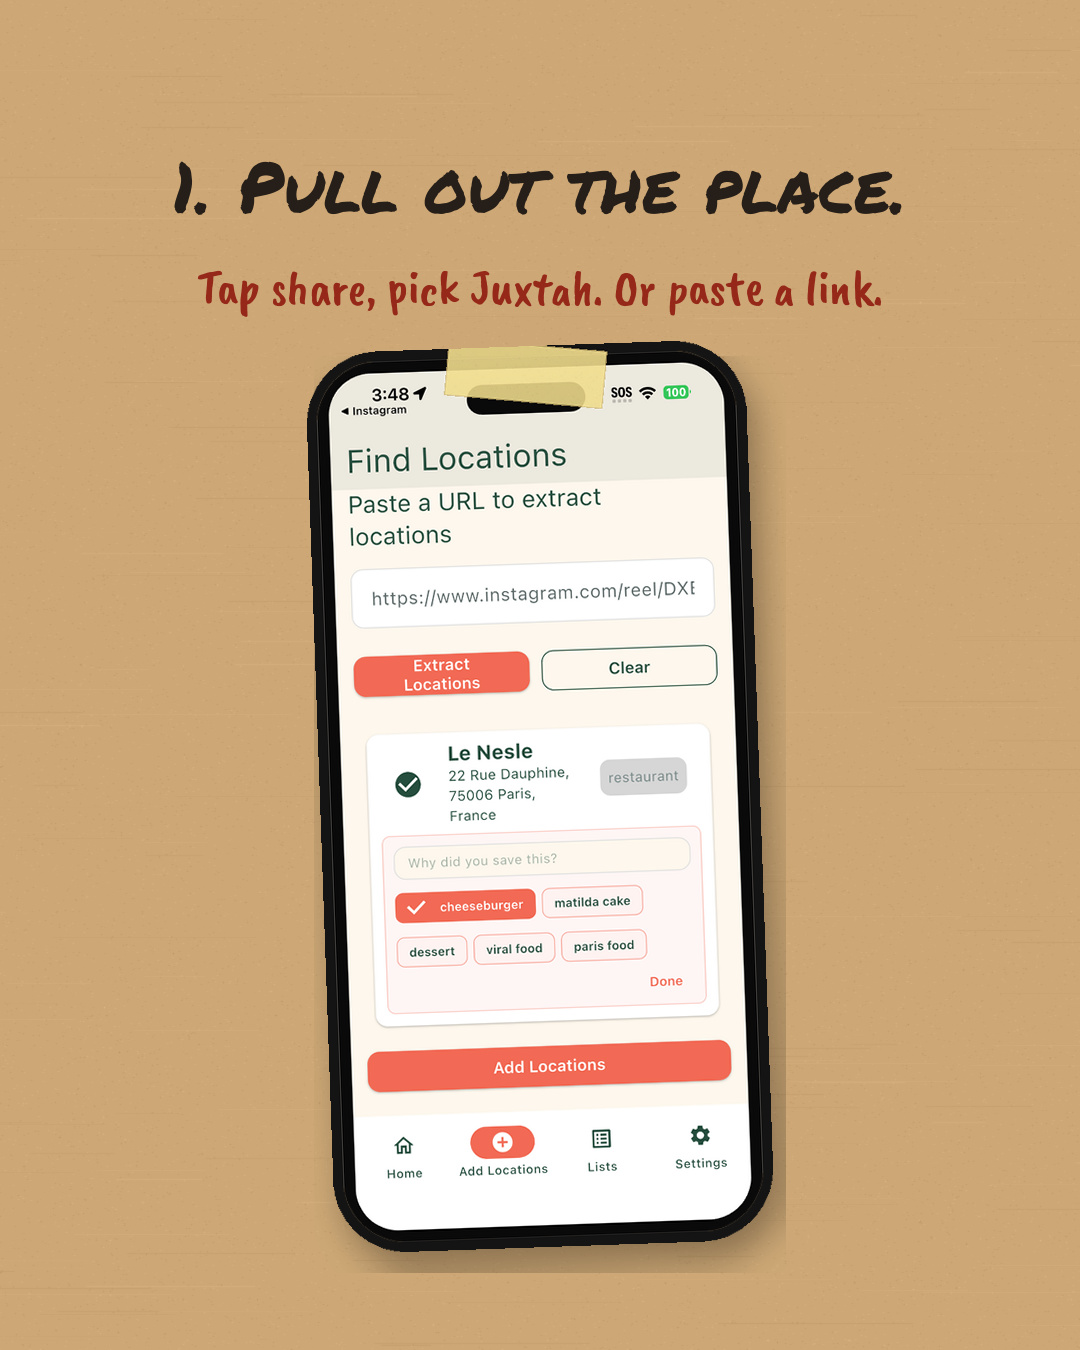 1. PULL OUT THE PLACE.
Tap share, pick Juxtah. Or paste a link.
3:48
SOS
100
◀ Instagram
Find Locations
Paste a URL to extract
locations
https://www.instagram.com/reel/DXE
Extract
Locations
Clear
Le Nesle
22 Rue Dauphine,
75006 Paris,
France
restaurant
Why did you save this?
cheeseburger
matilda cake
dessert
viral food
paris food
Done
Add Locations
Home
Add Locations
Lists
Settings